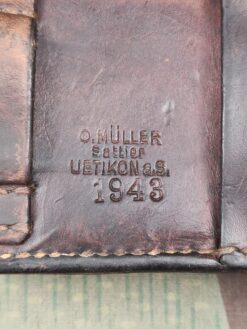 O. MÜLLER
Sattler
UETIKON a.S.
1943